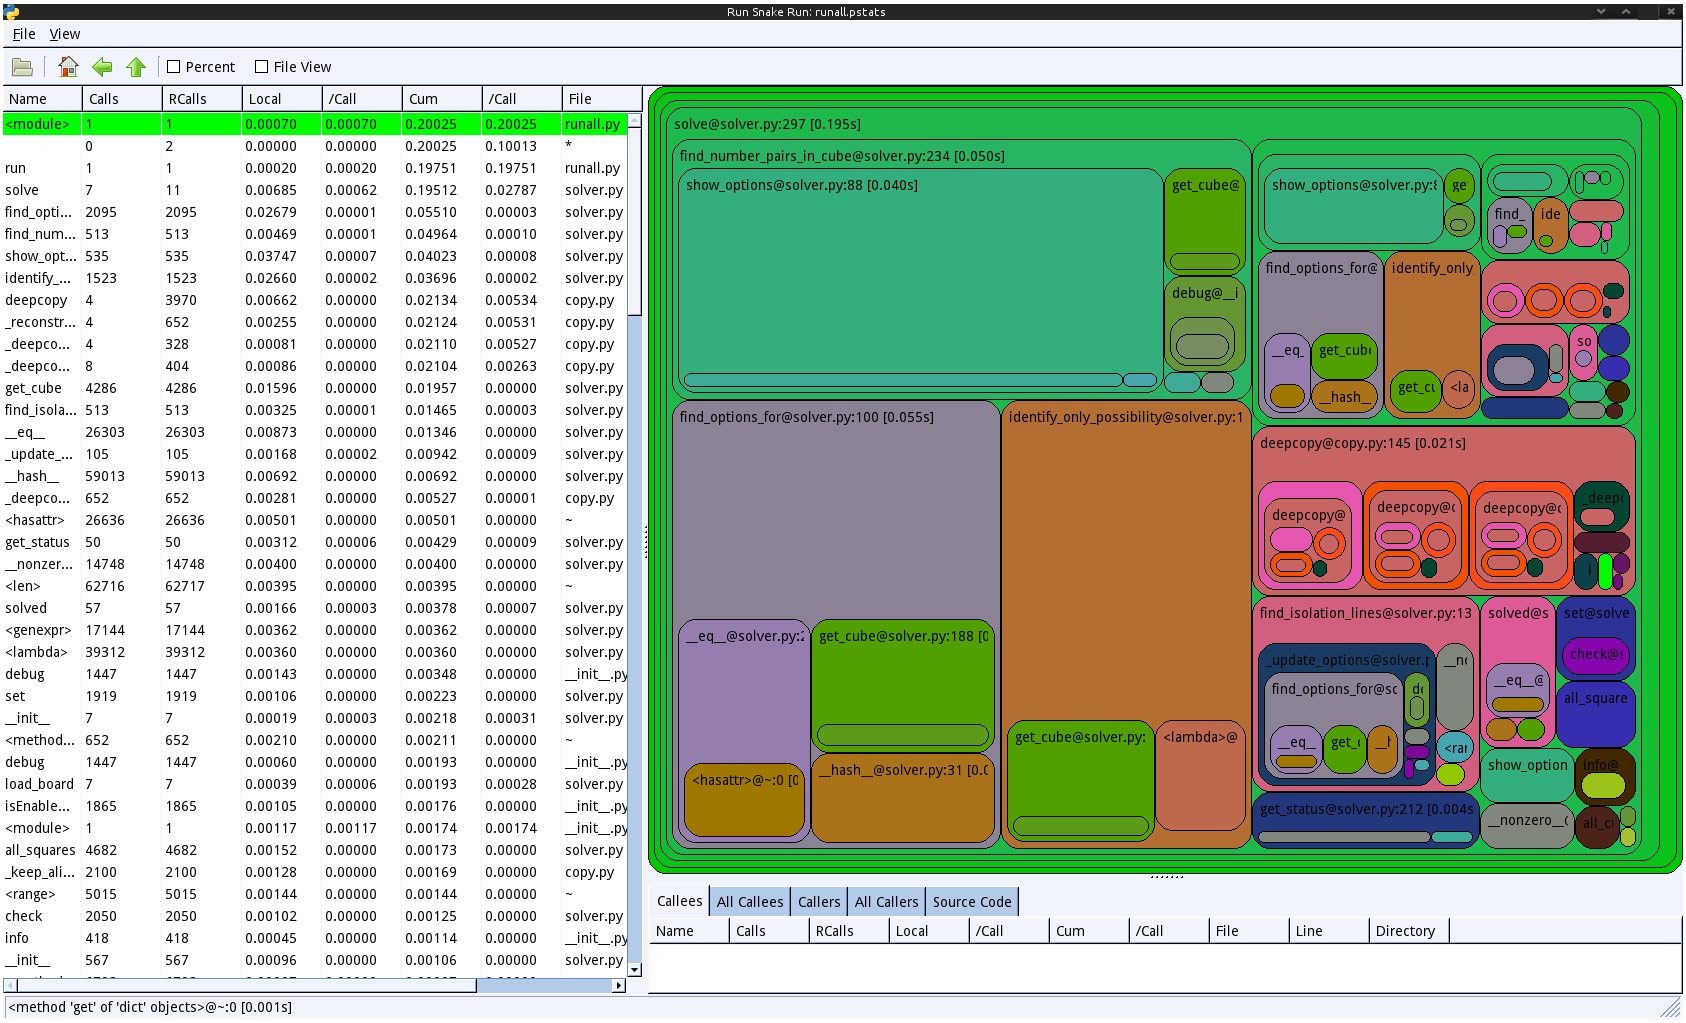 Run Snake Run: runall.pstats
File View
Percent File View
Name Calls RCalls Local /Call Cum /Call File
<module> 1 1 0.00070 0.00070 0.20025 0.20025 runall.py
0 2 0.00000 0.00000 0.20025 0.10013 *
run 1 1 0.00020 0.00020 0.19751 0.19751 runall.py
solve 7 11 0.00685 0.00062 0.19512 0.02787 solver.py
find_opti... 2095 2095 0.02679 0.00001 0.05510 0.00003 solver.py
find_num... 513 513 0.00469 0.00001 0.04964 0.00010 solver.py
show_opt... 535 535 0.03747 0.00007 0.04023 0.00008 solver.py
identify_... 1523 1523 0.02660 0.00002 0.03696 0.00002 solver.py
deepcopy 4 3970 0.00662 0.00000 0.02134 0.00534 copy.py
_reconstr... 4 652 0.00255 0.00000 0.02124 0.00531 copy.py
_deepco... 4 328 0.00081 0.00000 0.02110 0.00527 copy.py
_deepco... 8 404 0.00086 0.00000 0.02104 0.00263 copy.py
get_cube 4286 4286 0.01596 0.00000 0.01957 0.00000 solver.py
find_isola... 513 513 0.00325 0.00001 0.01465 0.00003 solver.py
__eq__ 26303 26303 0.00873 0.00000 0.01346 0.00000 solver.py
_update_... 105 105 0.00168 0.00002 0.00942 0.00009 solver.py
__hash__ 59013 59013 0.00692 0.00000 0.00692 0.00000 solver.py
_deepco... 652 652 0.00281 0.00000 0.00527 0.00001 copy.py
<hasattr> 26636 26636 0.00501 0.00000 0.00501 0.00000 ~
get_status 50 50 0.00312 0.00006 0.00429 0.00009 solver.py
__nonzer... 14748 14748 0.00400 0.00000 0.00400 0.00000 solver.py
<len> 62716 62717 0.00395 0.00000 0.00395 0.00000 ~
solved 57 57 0.00166 0.00003 0.00378 0.00007 solver.py
<genexpr> 17144 17144 0.00362 0.00000 0.00362 0.00000 solver.py
<lambda> 39312 39312 0.00360 0.00000 0.00360 0.00000 solver.py
debug 1447 1447 0.00143 0.00000 0.00348 0.00000 __init__.py
set 1919 1919 0.00106 0.00000 0.00223 0.00000 solver.py
__init__ 7 7 0.00019 0.00003 0.00218 0.00031 solver.py
<method... 652 652 0.00210 0.00000 0.00211 0.00000 ~
debug 1447 1447 0.00060 0.00000 0.00193 0.00000 __init__.py
load_board 7 7 0.00039 0.00006 0.00193 0.00028 solver.py
isEnable... 1865 1865 0.00105 0.00000 0.00176 0.00000 __init__.py
<module> 1 1 0.00117 0.00117 0.00174 0.00174 __init__.py
all_squares 4682 4682 0.00152 0.00000 0.00173 0.00000 solver.py
_keep_ali... 2100 2100 0.00128 0.00000 0.00169 0.00000 copy.py
<range> 5015 5015 0.00144 0.00000 0.00144 0.00000 ~
check 2050 2050 0.00102 0.00000 0.00125 0.00000 solver.py
info 418 418 0.00045 0.00000 0.00114 0.00000 __init__.py
__init__ 567 567 0.00096 0.00000 0.00106 0.00000 solver.py
solve@solver.py:297 [0.195s]
find_number_pairs_in_cube@solver.py:234 [0.050s]
show_options@solver.py:88 [0.040s]
get_cube@
debug@__i
find_options_for@solver.py:100 [0.055s]
__eq__@solver.py:2
<hasattr>@~:0 [0
get_cube@solver.py:188 [0
__hash__@solver.py:31 [0.0
identify_only_possibility@solver.py:1
get_cube@solver.py:
<lambda>@
show_options@solver.py:8
ge
find_
ide
find_options_for@
__eq_
get_cube
__hash__
identify_only_
get_cu
<la
so
deepcopy@copy.py:145 [0.021s]
deepcopy@
deepcopy@c
deepcopy@c
_deepc
find_isolation_lines@solver.py:13
_update_options@solver.p
find_options_for@so
__eq__
get_c
__h
de
__no
<ran
get_status@solver.py:212 [0.004s
solved@s
__eq__@
set@solve
check@s
all_square
show_option
info@
__nonzero__@
all_c
Callees All Callees Callers All Callers Source Code
Name Calls RCalls Local /Call Cum /Call File Line Directory
<method 'get' of 'dict' objects>@~:0 [0.001s]